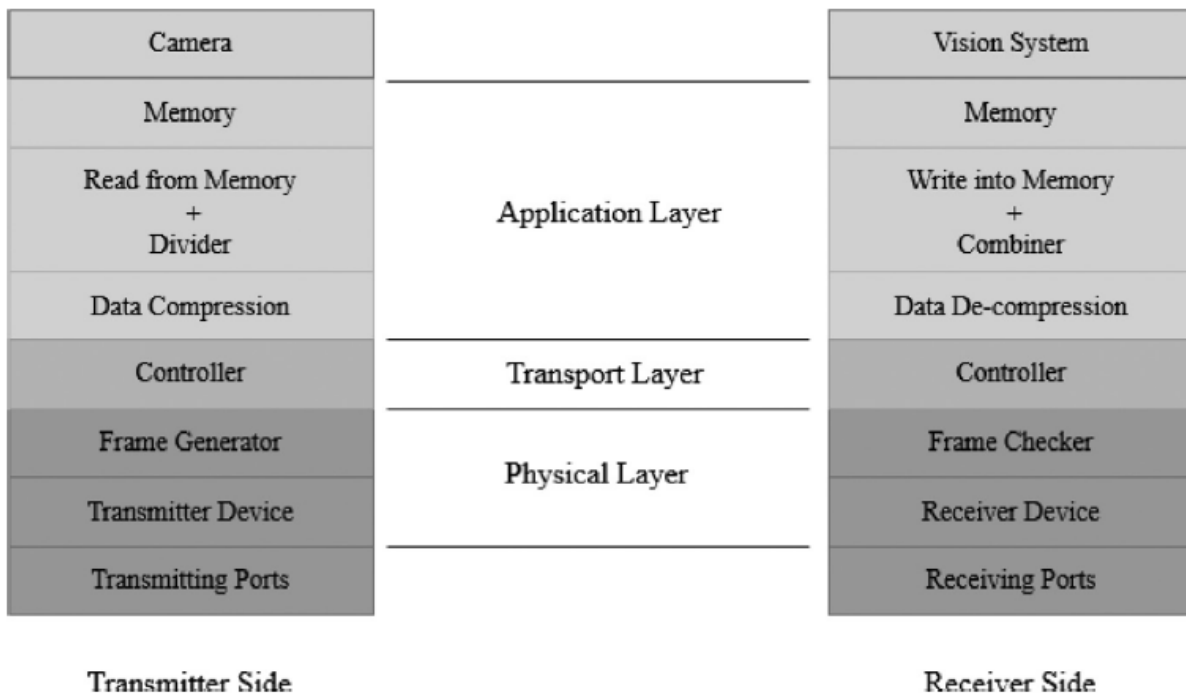 Camera
Memory
Read from Memory
+
Divider
Data Compression
Controller
Frame Generator
Transmitter Device
Transmitting Ports
Transmitter Side
Application Layer
Transport Layer
Physical Layer
Vision System
Memory
Write into Memory
+
Combiner
Data De-compression
Controller
Frame Checker
Receiver Device
Receiving Ports
Receiver Side